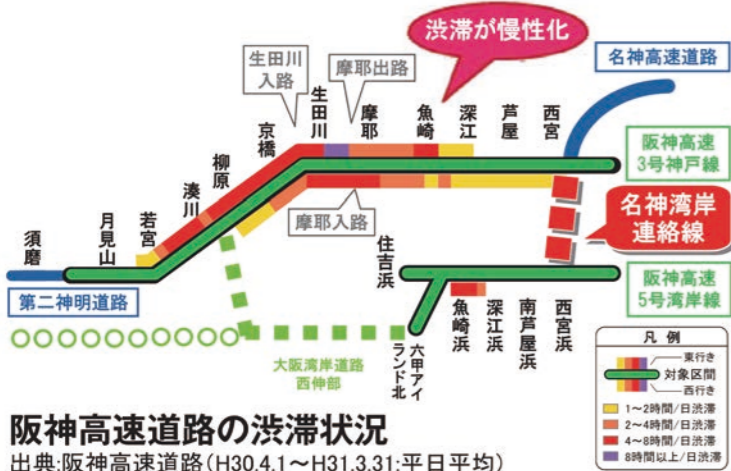 渋滞が慢性化
名神高速道路
生田川
入路
摩耶出路
生田川
摩耶
魚崎
深江
芦屋
西宮
京橋
柳原
湊川
若宮
月見山
須磨
阪神高速
3号神戸線
摩耶入路
名神湾岸
連絡線
住吉浜
阪神高速
5号湾岸線
第二神明道路
魚崎浜
深江浜
南芦屋浜
西宮浜
六甲アイ
ランド北
大阪湾岸道路
西伸部
凡例
東行き
対象区間
西行き
1~2時間/日渋滞
2~4時間/日渋滞
4~8時間/日渋滞
8時間以上/日渋滞
阪神高速道路の渋滞状況
出典:阪神高速道路(H30.4.1~H31.3.31:平日平均)